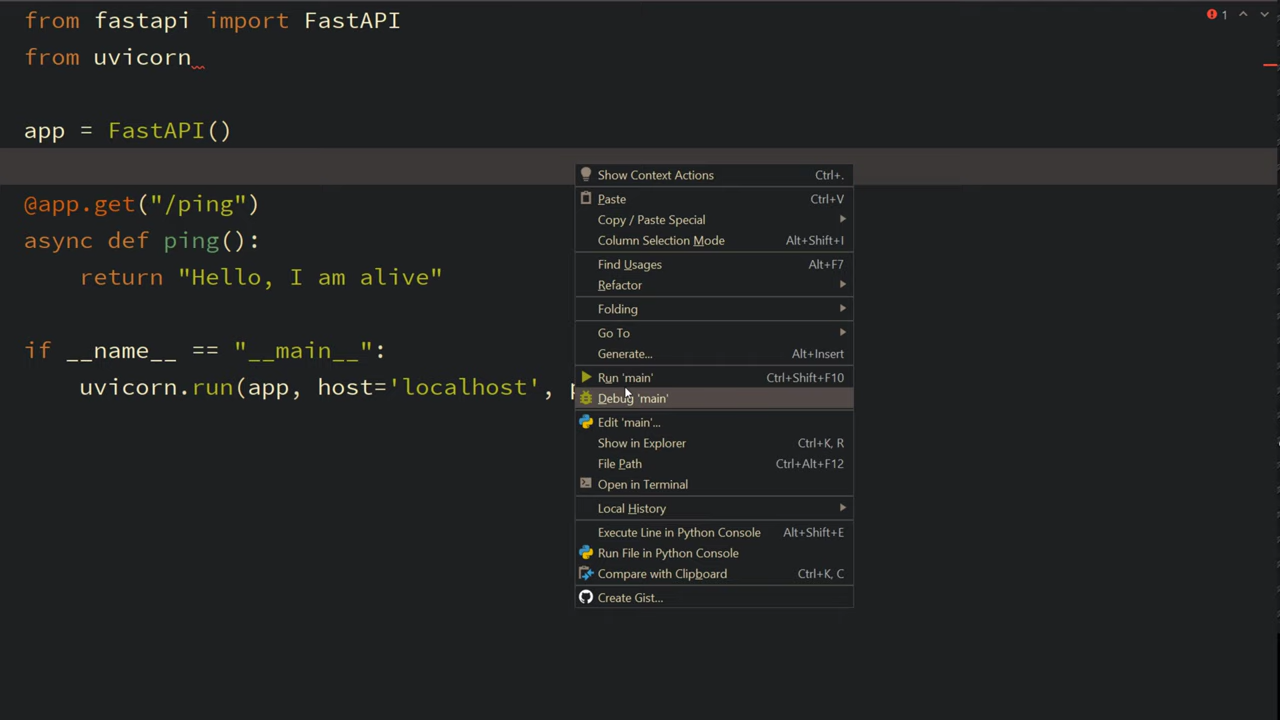 from fastapi import FastAPI
1
from uvicorn
app = FastAPI()
@app.get("/ping")
async def ping():
return "Hello, I am alive"
if __name__ == "__main__":
uvicorn.run(app, host='localhost',
Show Context Actions Ctrl+.
Paste Ctrl+V
Copy / Paste Special
Column Selection Mode Alt+Shift+I
Find Usages Alt+F7
Refactor
Folding
Go To
Generate... Alt+Insert
Run 'main' Ctrl+Shift+F10
Debug 'main'
Edit 'main'...
Show in Explorer Ctrl+K, R
File Path Ctrl+Alt+F12
Open in Terminal
Local History
Execute Line in Python Console Alt+Shift+E
Run File in Python Console
Compare with Clipboard Ctrl+K, C
Create Gist...